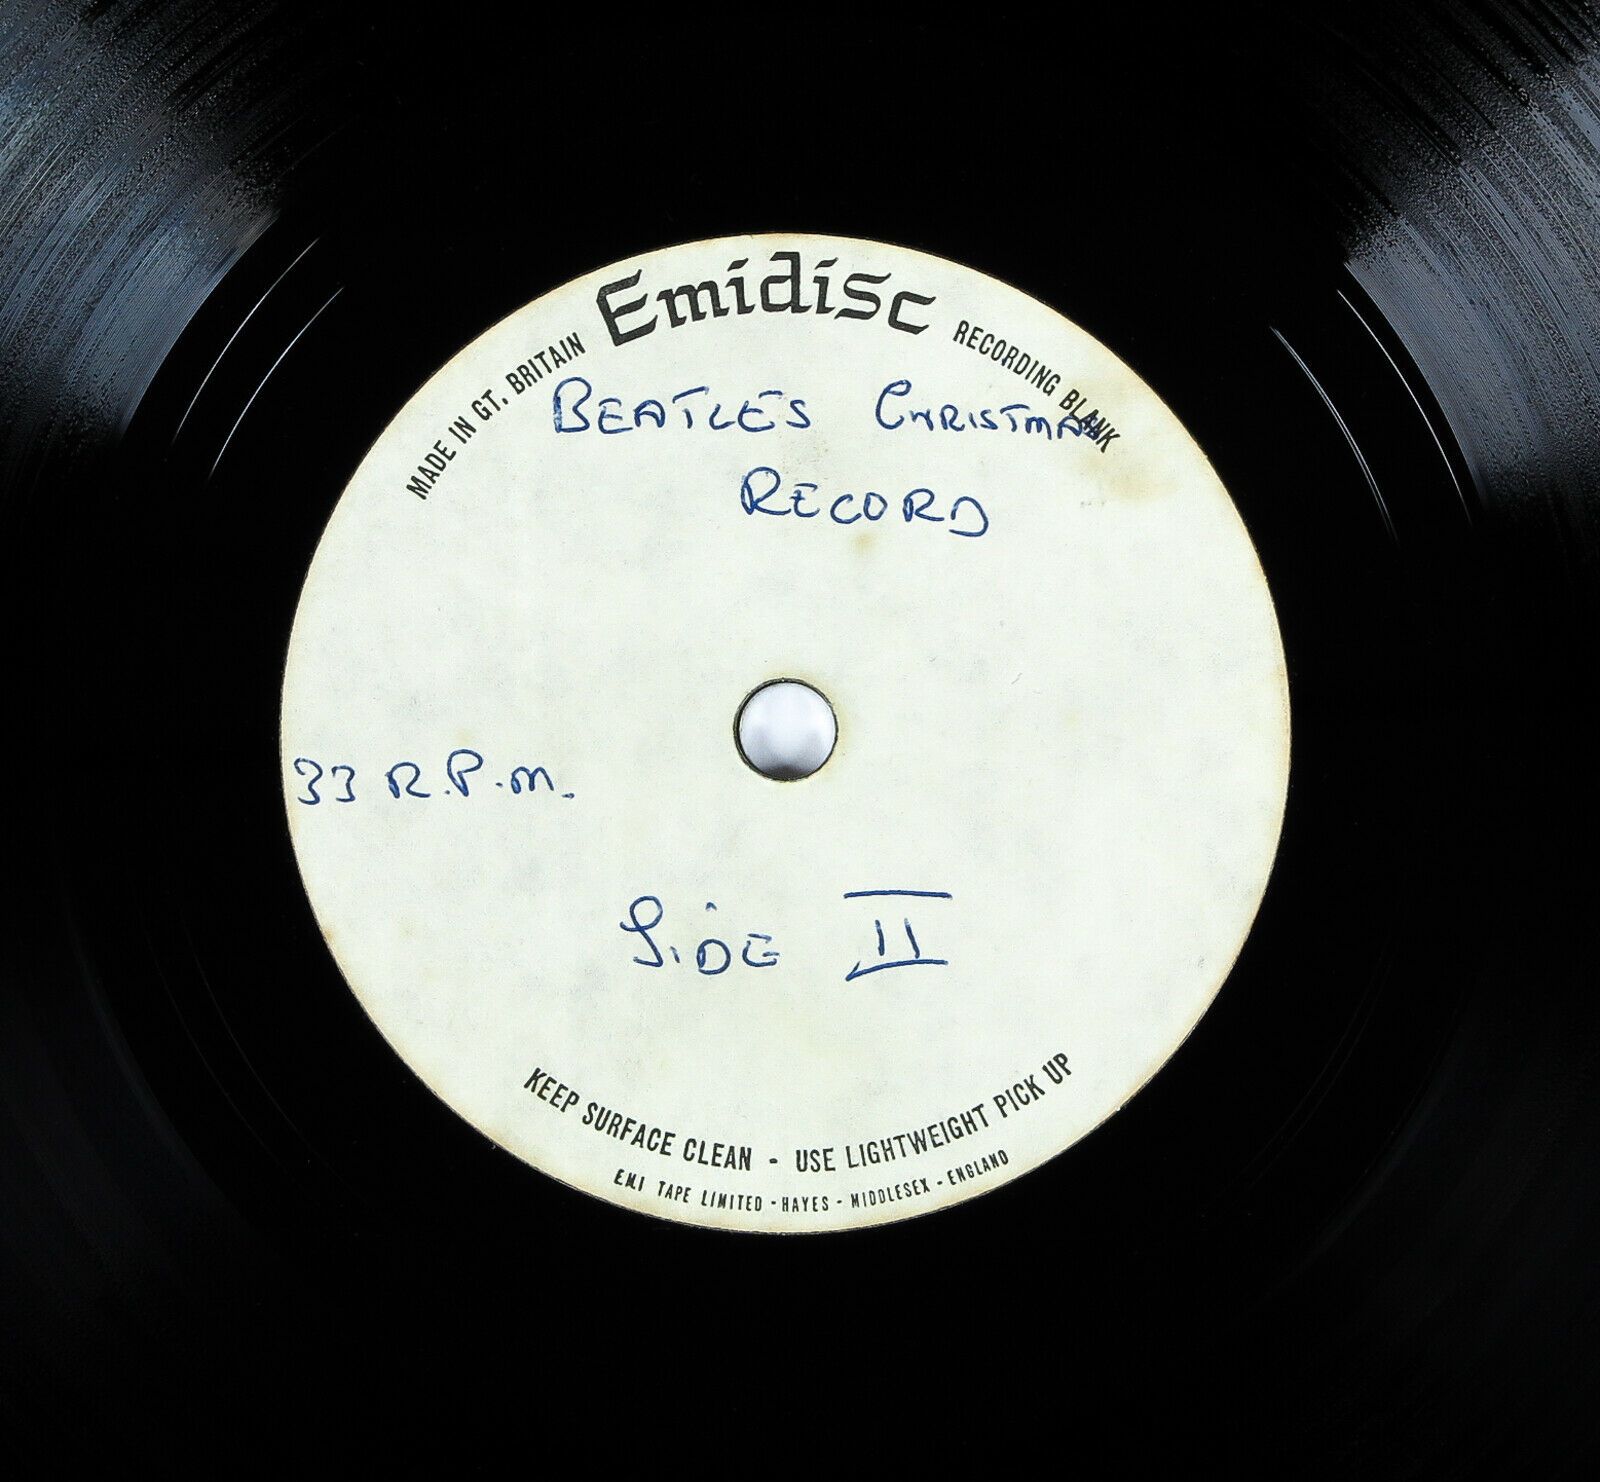 Emidisc
MADE IN GT. BRITAIN
RECORDING BLANK
BEATLES CHRISTMAS
RECORD
33 R.P.M.
SIDE II
KEEP SURFACE CLEAN - USE LIGHTWEIGHT PICK UP
E.M.I TAPE LIMITED - HAYES - MIDDLESEX - ENGLAND